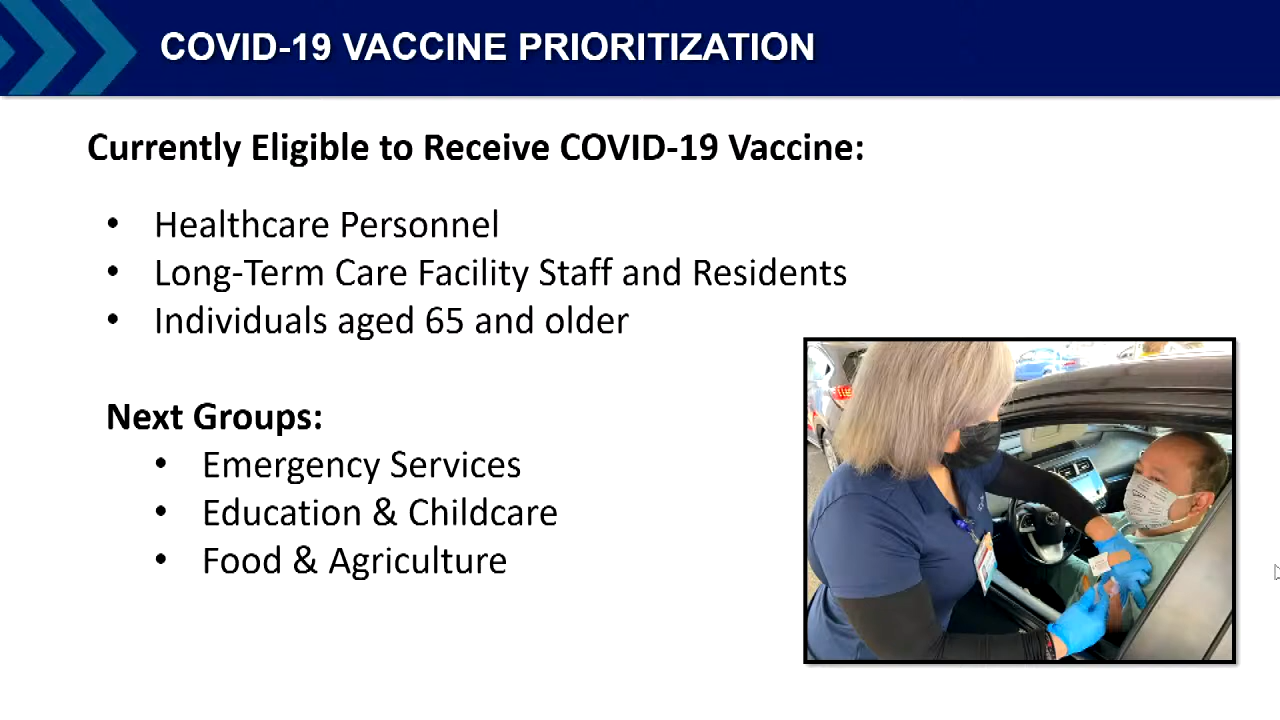 COVID-19 VACCINE PRIORITIZATION
Currently Eligible to Receive COVID-19 Vaccine:
• Healthcare Personnel
• Long-Term Care Facility Staff and Residents
• Individuals aged 65 and older
Next Groups:
• Emergency Services
• Education & Childcare
• Food & Agriculture